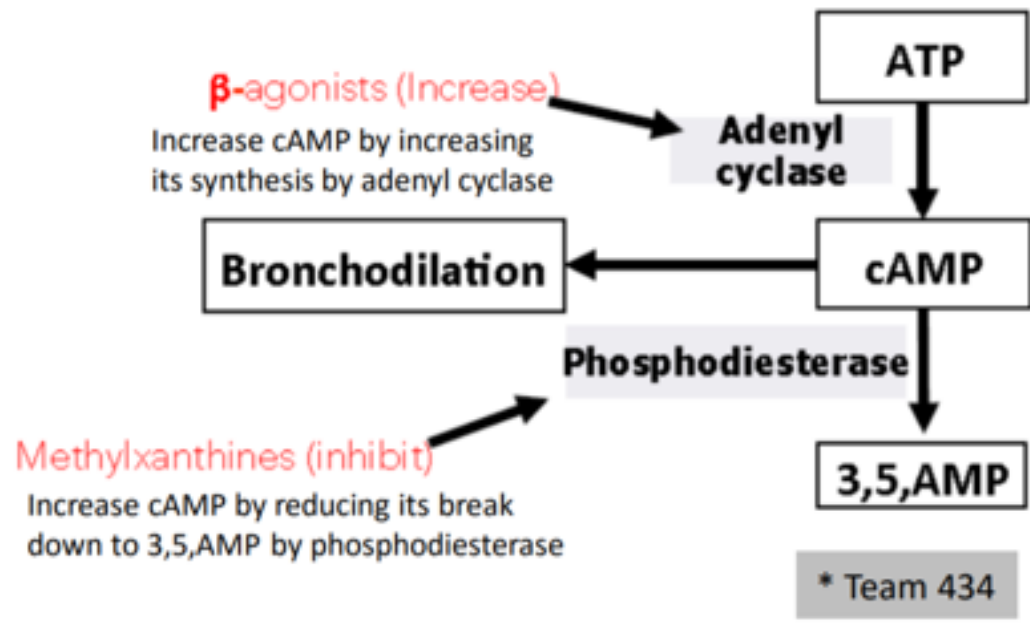 ATP
β-agonists (Increase)
Increase cAMP by increasing
its synthesis by adenyl cyclase
Adenyl
cyclase
Bronchodilation
cAMP
Phosphodiesterase
Methylxanthines (inhibit)
Increase cAMP by reducing its break
down to 3,5,AMP by phosphodiesterase
3,5,AMP
* Team 434